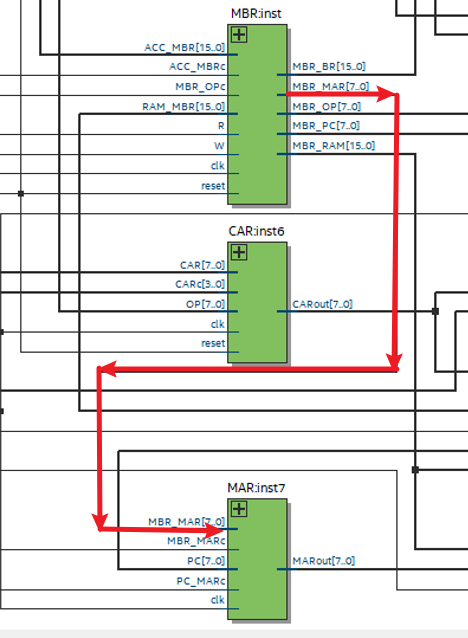 MBR:inst
ACC_MBR[15..0]
ACC_MBRc
MBR_OPc
RAM_MBR[15..0]
R
W
clk
reset
MBR_BR[15..0]
MBR_MAR[7..0]
MBR_OP[7..0]
MBR_PC[7..0]
MBR_RAM[15..0]
CAR:inst6
CAR[7..0]
CARc[3..0]
OP[7..0]
clk
reset
CARout[7..0]
MAR:inst7
MBR_MAR[7..0]
MBR_MARc
PC[7..0]
PC_MARc
clk
MARout[7..0]